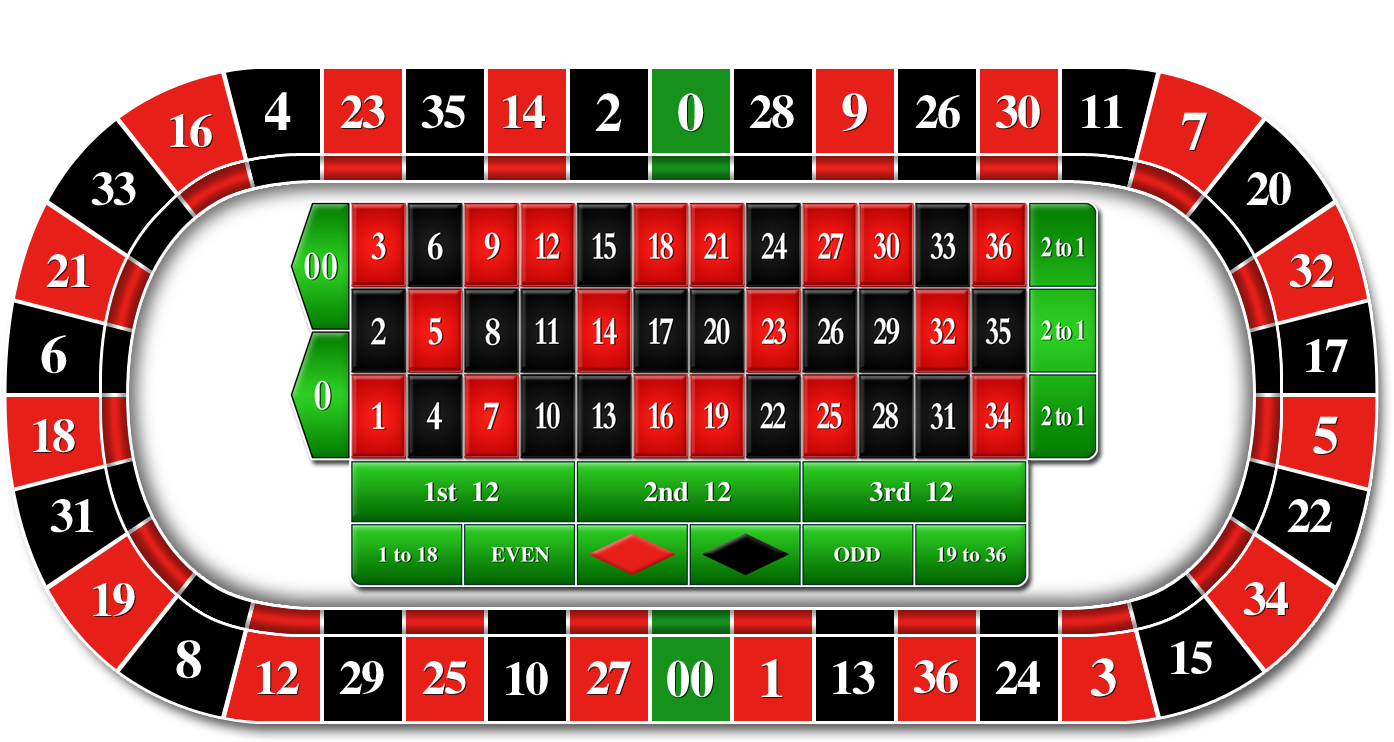 4 23 35 14 2 0 28 9 26 30 11
16 7
33 20
21 32
6 17
18 5
31 22
19 34
8 15
12 29 25 10 27 00 1 13 36 24 3
00 3 6 9 12 15 18 21 24 27 30 33 36 2 to 1
2 5 8 11 14 17 20 23 26 29 32 35 2 to 1
0 1 4 7 10 13 16 19 22 25 28 31 34 2 to 1
1st 12 2nd 12 3rd 12
1 to 18 EVEN ODD 19 to 36